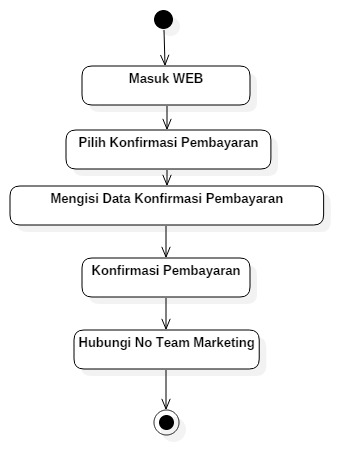 Masuk WEB
Pilih Konfirmasi Pembayaran
Mengisi Data Konfirmasi Pembayaran
Konfirmasi Pembayaran
Hubungi No Team Marketing